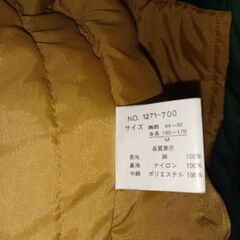 NO. 1271-700
サイズ 胸囲 84-92
身長 160-170
M
品質表示
表地 綿 100%
裏地 ナイロン 100%
中綿 ポリエステル 100%